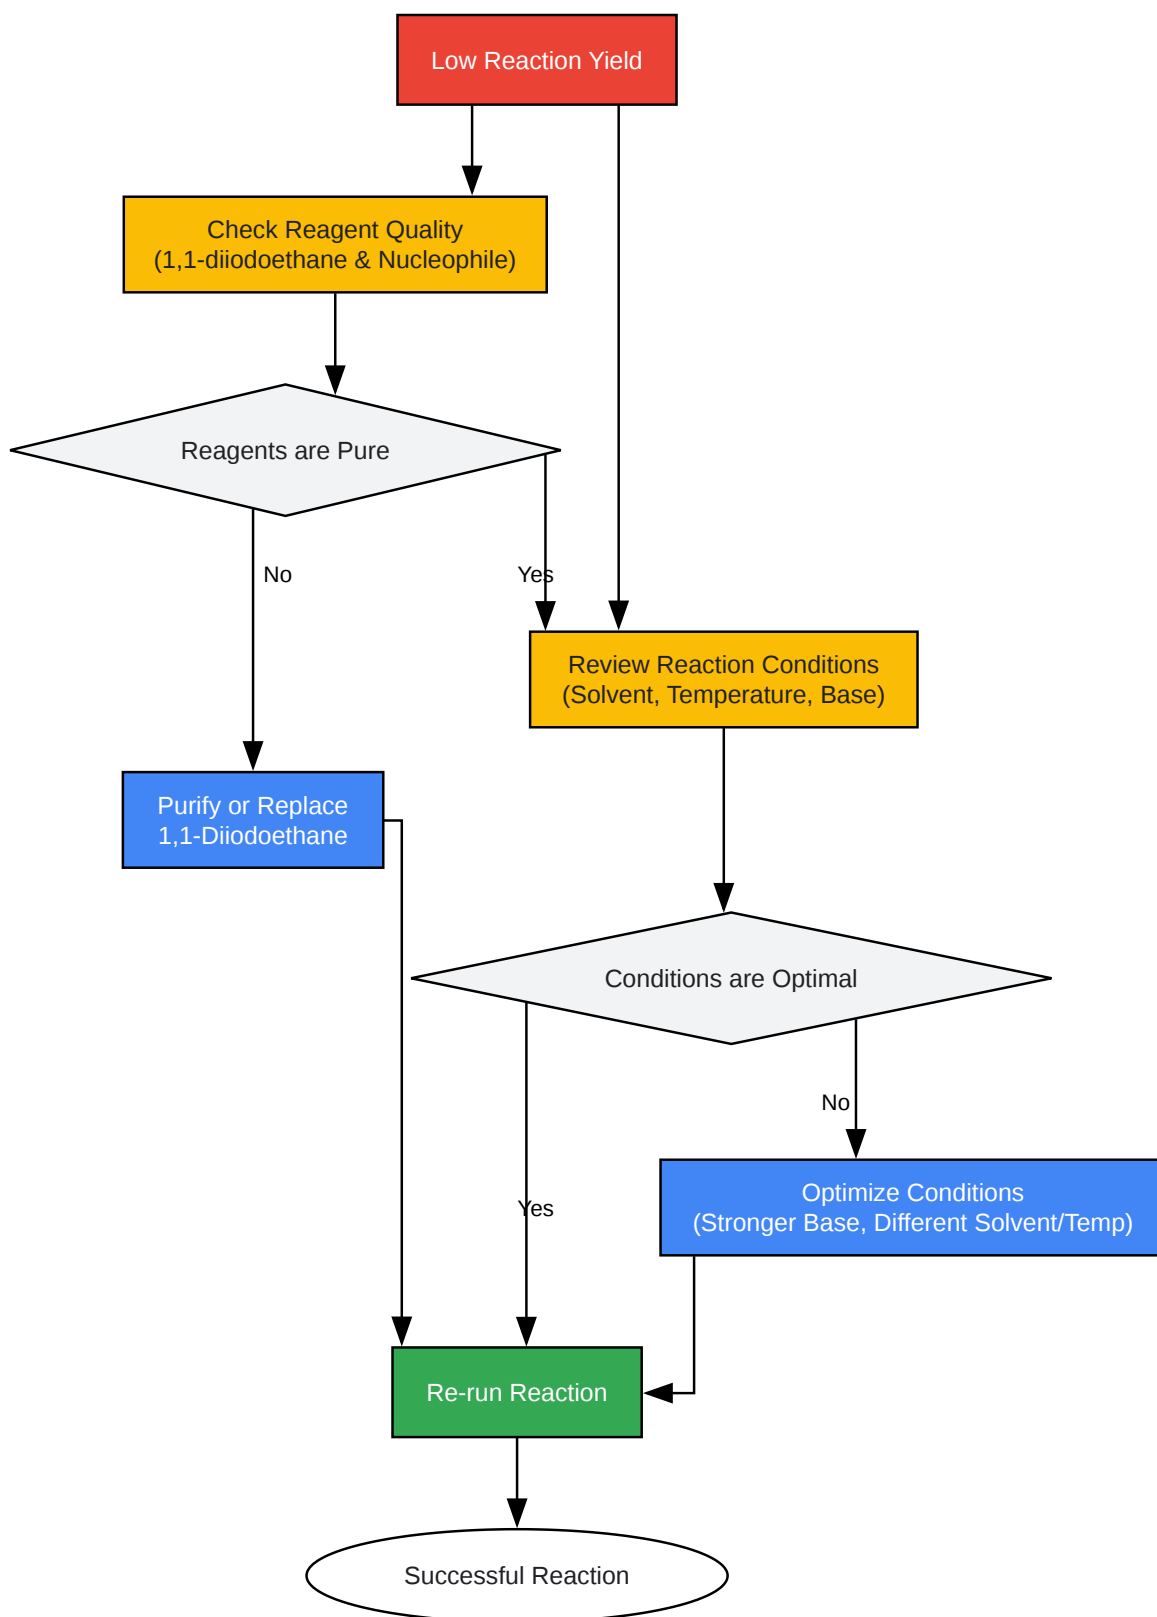 Low Reaction Yield
Check Reagent Quality
(1,1-diiodoethane & Nucleophile)
Reagents are Pure
No
Yes
Review Reaction Conditions
(Solvent, Temperature, Base)
Purify or Replace
1,1-Diiodoethane
Conditions are Optimal
No
Optimize Conditions
(Stronger Base, Different Solvent/Temp)
Yes
Re-run Reaction
Successful Reaction